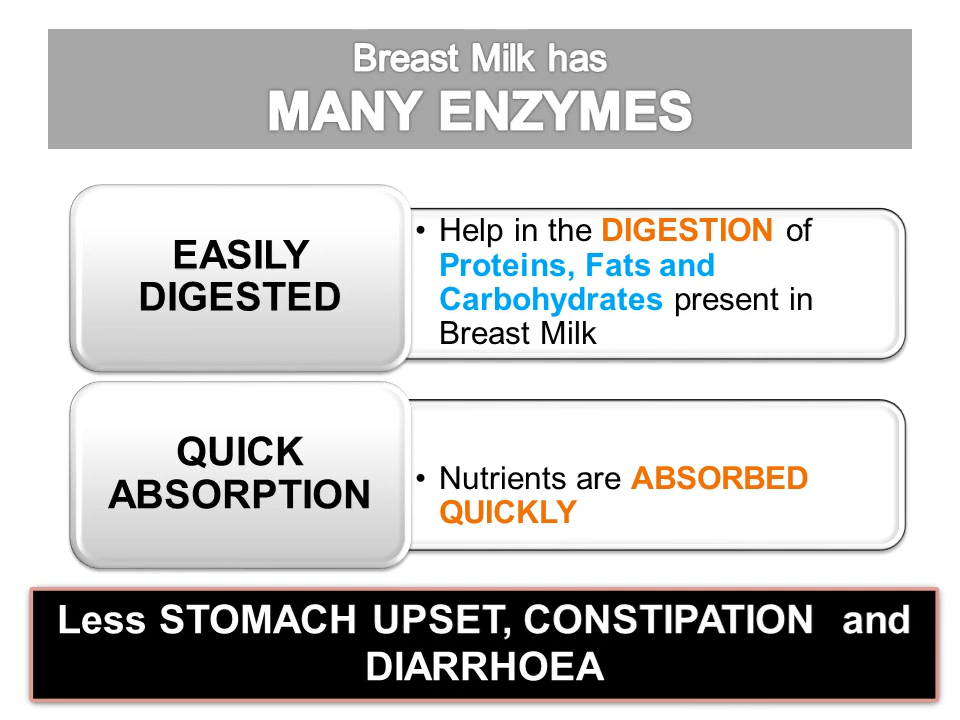 Breast Milk has
MANY ENZYMES
EASILY
DIGESTED
• Help in the DIGESTION of
Proteins, Fats and
Carbohydrates present in
Breast Milk
QUICK
ABSORPTION
• Nutrients are ABSORBED
QUICKLY
Less STOMACH UPSET, CONSTIPATION and
DIARRHOEA